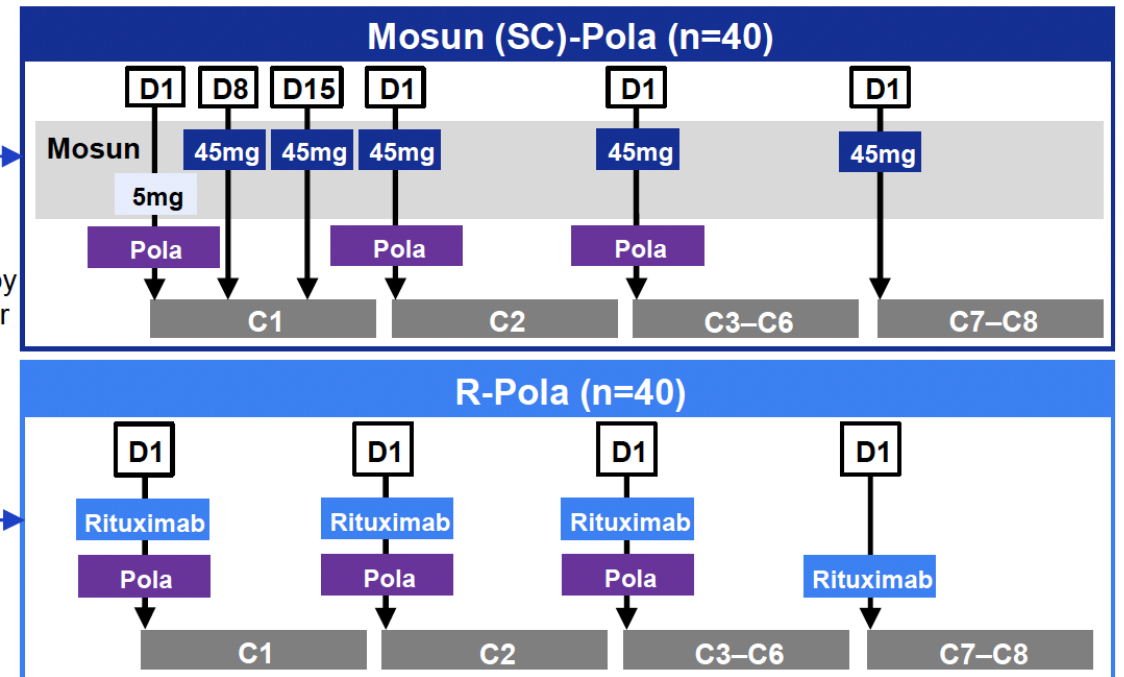 Mosun (SC)-Pola (n=40)
D1 D8 D15 D1 D1 D1
Mosun 45mg 45mg 45mg 45mg 45mg
5mg
Pola Pola Pola
C1 C2 C3–C6 C7–C8
R-Pola (n=40)
D1 D1 D1 D1
Rituximab Rituximab Rituximab
Pola Pola Pola Rituximab
C1 C2 C3–C6 C7–C8